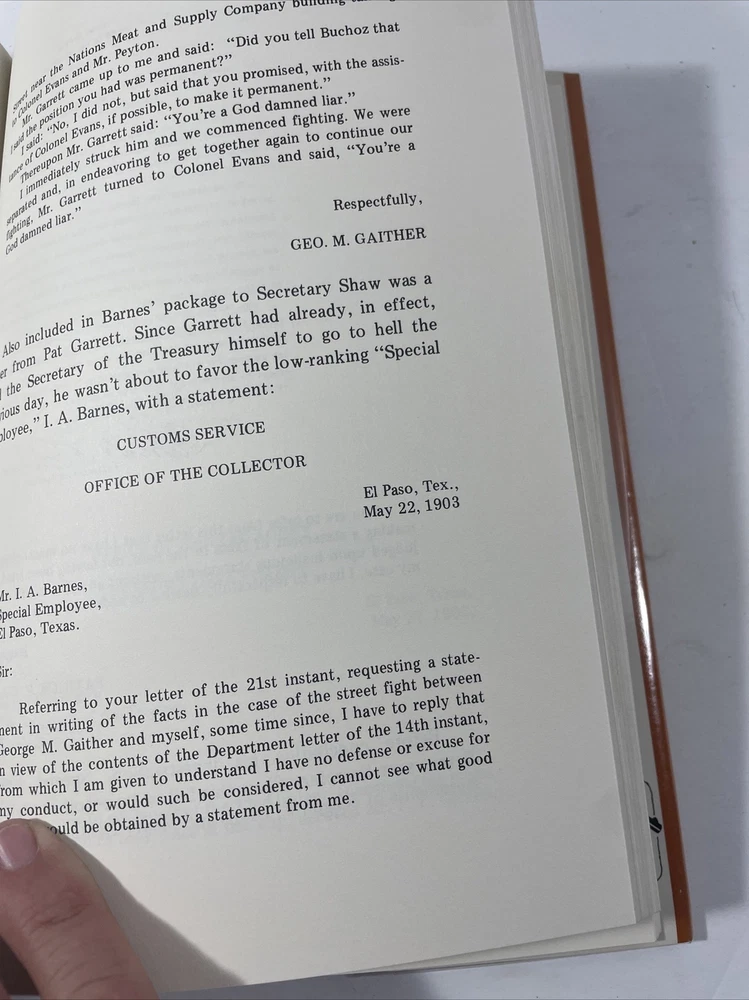 Street near the Nations Meat and Supply Company building
to Colonel Evans and Mr. Peyton.
Mr. Garrett came up to me and said: “Did you tell Buchoz that
I said the position you had was permanent?”
I said: “No, I did not, but said that you promised, with the assis-
tance of Colonel Evans, if possible, to make it permanent.”
Thereupon Mr. Garrett said: “You’re a God damned liar.”
I immediately struck him and we commenced fighting. We were
separated and, in endeavoring to get together again to continue our
fighting, Mr. Garrett turned to Colonel Evans and said, “You’re a
God damned liar.”
Respectfully,
GEO. M. GAITHER
Also included in Barnes’ package to Secretary Shaw was a
er from Pat Garrett. Since Garrett had already, in effect,
the Secretary of the Treasury himself to go to hell the
ious day, he wasn’t about to favor the low-ranking “Special
ployee,” I. A. Barnes, with a statement:
CUSTOMS SERVICE
OFFICE OF THE COLLECTOR
El Paso, Tex.,
May 22, 1903
Mr. I. A. Barnes,
Special Employee,
El Paso, Texas.
Sir:
Referring to your letter of the 21st instant, requesting a state-
ment in writing of the facts in the case of the street fight between
George M. Gaither and myself, some time since, I have to reply that
in view of the contents of the Department letter of the 14th instant,
from which I am given to understand I have no defense or excuse for
my conduct, or would such be considered, I cannot see what good
ould be obtained by a statement from me.